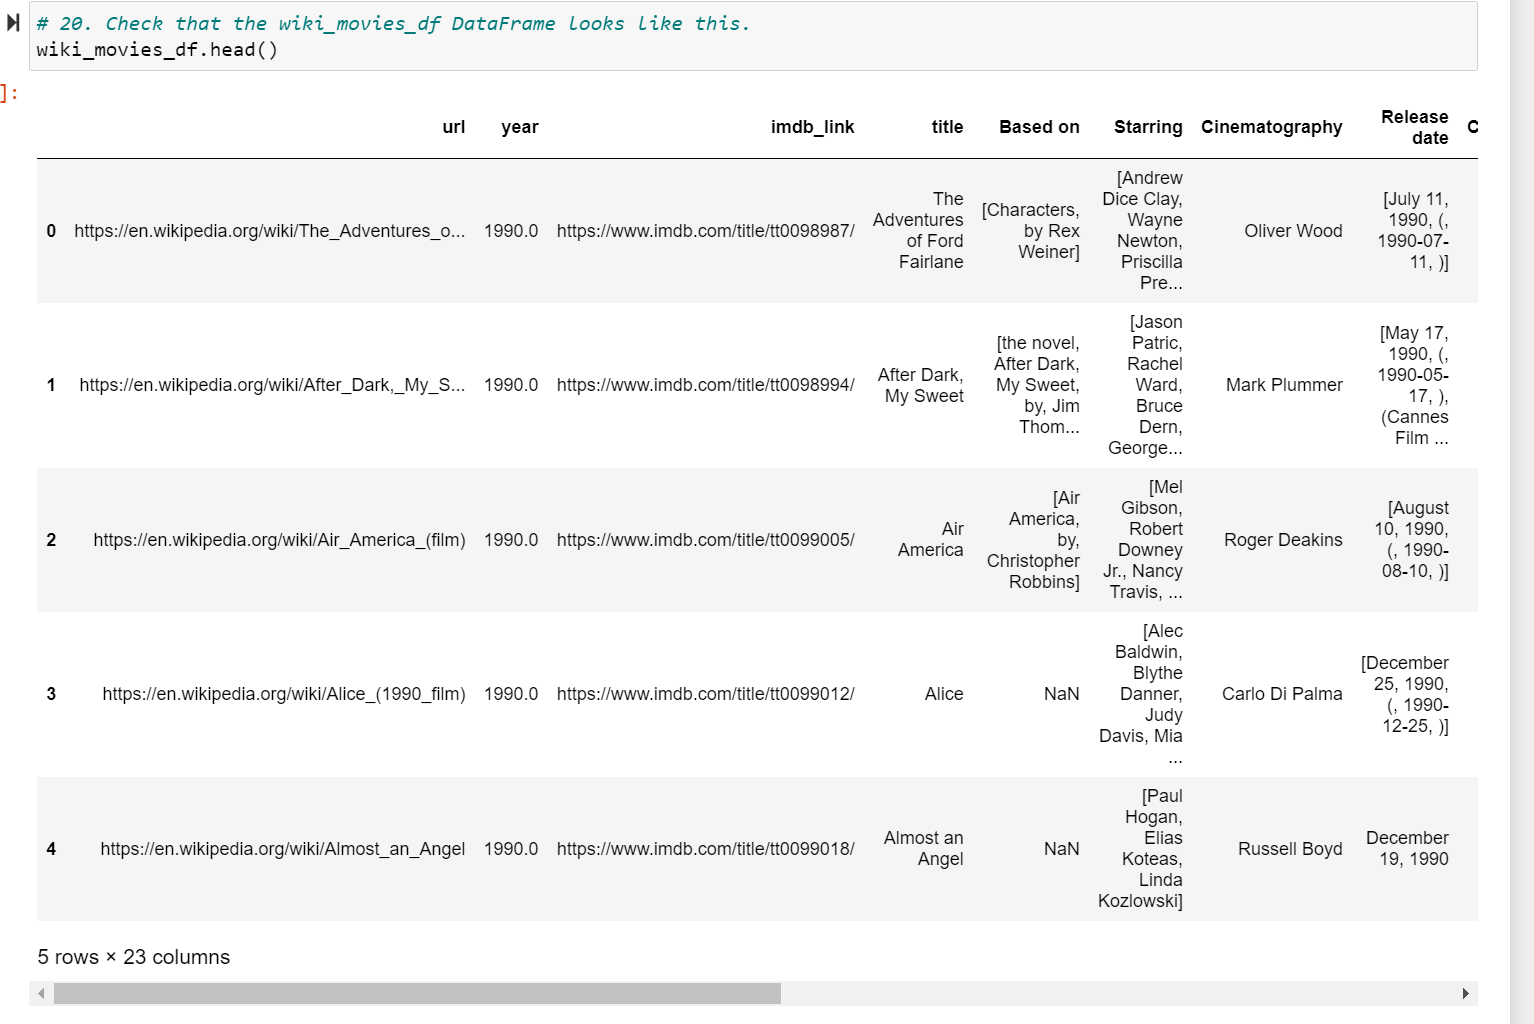 # 20. Check that the wiki_movies_df DataFrame looks like this.
wiki_movies_df.head()
]:
url year imdb_link title Based on Starring Cinematography Release date C
0 https://en.wikipedia.org/wiki/The_Adventures_o... 1990.0 https://www.imdb.com/title/tt0098987/ The Adventures of Ford Fairlane [Characters, by Rex Weiner] [Andrew Dice Clay, Wayne Newton, Priscilla Pre... Oliver Wood [July 11, 1990, (, 1990-07-11, )]
1 https://en.wikipedia.org/wiki/After_Dark,_My_S... 1990.0 https://www.imdb.com/title/tt0098994/ After Dark, My Sweet [the novel, After Dark, My Sweet, by, Jim Thom... [Jason Patric, Rachel Ward, Bruce Dern, George... Mark Plummer [May 17, 1990, (, 1990-05-17, ), (Cannes Film ...
2 https://en.wikipedia.org/wiki/Air_America_(film) 1990.0 https://www.imdb.com/title/tt0099005/ Air America [Air America, by, Christopher Robbins] [Mel Gibson, Robert Downey Jr., Nancy Travis, ... Roger Deakins [August 10, 1990, (, 1990-08-10, )]
3 https://en.wikipedia.org/wiki/Alice_(1990_film) 1990.0 https://www.imdb.com/title/tt0099012/ Alice NaN [Alec Baldwin, Blythe Danner, Judy Davis, Mia ... Carlo Di Palma [December 25, 1990, (, 1990-12-25, )]
4 https://en.wikipedia.org/wiki/Almost_an_Angel 1990.0 https://www.imdb.com/title/tt0099018/ Almost an Angel NaN [Paul Hogan, Elias Koteas, Linda Kozlowski] Russell Boyd December 19, 1990
5 rows × 23 columns